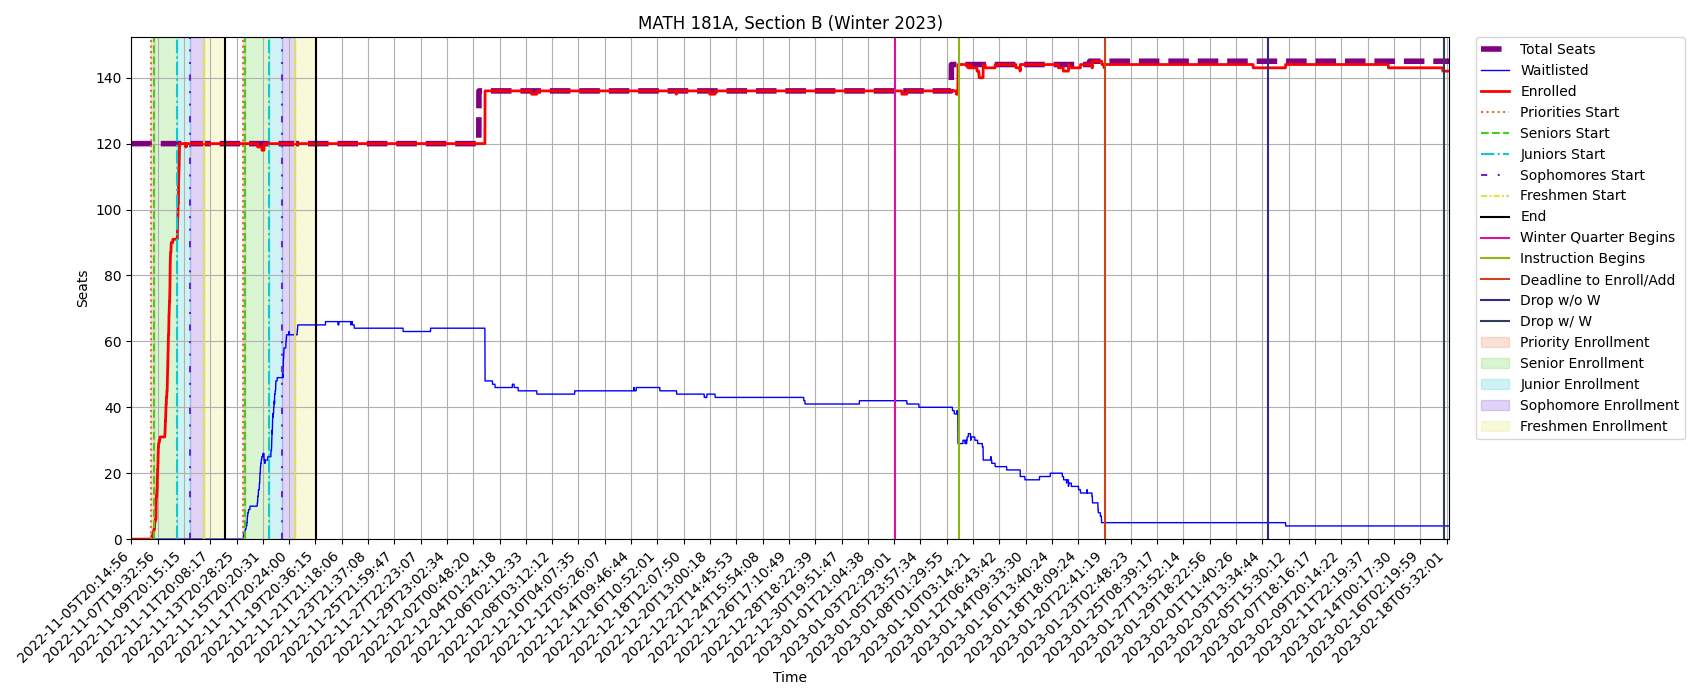 MATH 181A, Section B (Winter 2023)
Seats
140
120
100
80
60
40
20
0
2022-11-05T20:14:56
2022-11-07T19:32:56
2022-11-09T20:15:15
2022-11-11T20:08:17
2022-11-13T20:28:25
2022-11-15T20:20:31
2022-11-17T20:24:00
2022-11-19T20:36:15
2022-11-21T21:18:06
2022-11-23T21:37:08
2022-11-25T21:59:47
2022-11-27T22:23:07
2022-11-29T23:02:34
2022-12-02T00:48:20
2022-12-04T01:24:18
2022-12-06T02:12:33
2022-12-08T03:12:12
2022-12-10T04:07:35
2022-12-12T05:26:07
2022-12-14T09:46:44
2022-12-16T10:52:01
2022-12-18T12:07:50
2022-12-20T13:00:18
2022-12-22T14:45:53
2022-12-24T15:54:08
2022-12-26T17:10:49
2022-12-28T18:22:39
2022-12-30T19:51:47
2023-01-01T21:04:38
2023-01-03T22:29:01
2023-01-05T23:57:34
2023-01-08T01:29:55
2023-01-10T03:14:21
2023-01-12T06:43:42
2023-01-14T09:33:30
2023-01-16T13:40:24
2023-01-18T18:09:24
2023-01-20T22:41:19
2023-01-23T02:48:23
2023-01-25T08:39:17
2023-01-27T13:52:14
2023-01-29T18:22:56
2023-02-01T11:40:26
2023-02-03T13:34:44
2023-02-05T15:30:12
2023-02-07T18:16:17
2023-02-09T20:14:22
2023-02-11T22:19:37
2023-02-14T00:17:30
2023-02-16T02:19:59
2023-02-18T05:32:01
Time
Total Seats
Waitlisted
Enrolled
Priorities Start
Seniors Start
Juniors Start
Sophomores Start
Freshmen Start
End
Winter Quarter Begins
Instruction Begins
Deadline to Enroll/Add
Drop w/o W
Drop w/ W
Priority Enrollment
Senior Enrollment
Junior Enrollment
Sophomore Enrollment
Freshmen Enrollment